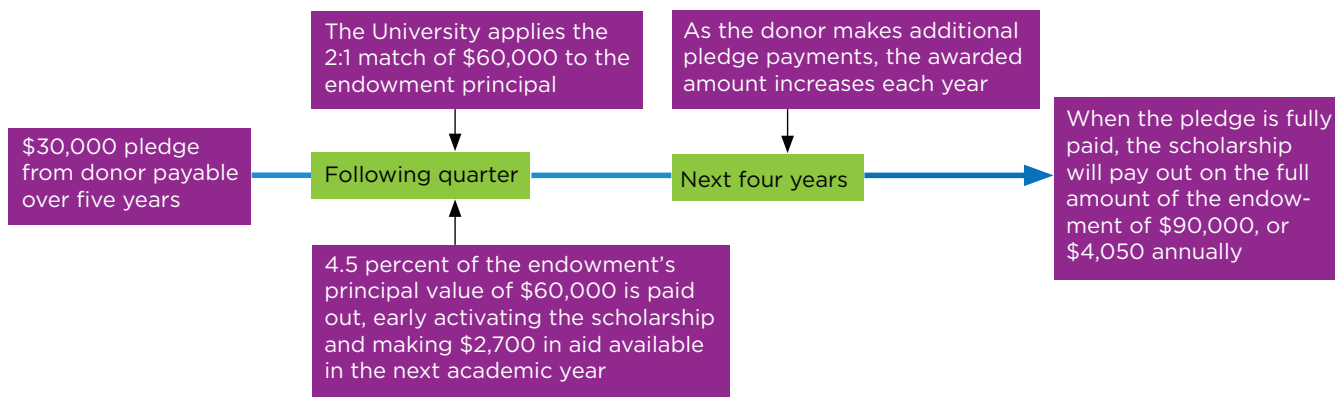 $30,000 pledge
from donor payable
over five years
The University applies the
2:1 match of $60,000 to the
endowment principal
Following quarter
4.5 percent of the endowment’s
principal value of $60,000 is paid
out, early activating the scholarship
and making $2,700 in aid available
in the next academic year
As the donor makes additional
pledge payments, the awarded
amount increases each year
Next four years
When the pledge is fully
paid, the scholarship
will pay out on the full
amount of the endow-
ment of $90,000, or
$4,050 annually